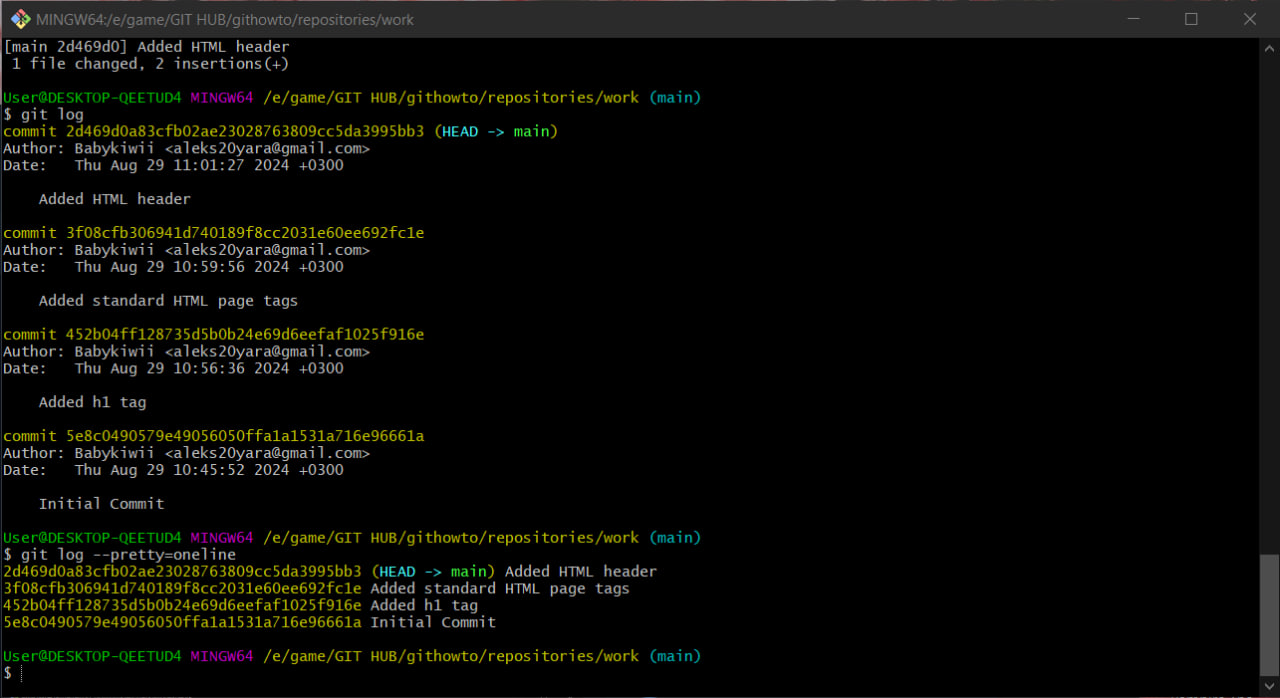 MINGW64:/e/game/GIT HUB/githowto/repositories/work
[main 2d469d0] Added HTML header
 1 file changed, 2 insertions(+)
User@DESKTOP-QEETUD4 MINGW64 /e/game/GIT HUB/githowto/repositories/work (main)
$ git log
commit 2d469d0a83cfb02ae23028763809cc5da3995bb3 (HEAD -> main)
Author: Babykiwii <aleks20yara@gmail.com>
Date:   Thu Aug 29 11:01:27 2024 +0300
    Added HTML header
commit 3f08cfb306941d740189f8cc2031e60ee692fc1e
Author: Babykiwii <aleks20yara@gmail.com>
Date:   Thu Aug 29 10:59:56 2024 +0300
    Added standard HTML page tags
commit 452b04ff128735d5b0b24e69d6eefaf1025f916e
Author: Babykiwii <aleks20yara@gmail.com>
Date:   Thu Aug 29 10:56:36 2024 +0300
    Added h1 tag
commit 5e8c0490579e49056050ffa1a1531a716e96661a
Author: Babykiwii <aleks20yara@gmail.com>
Date:   Thu Aug 29 10:45:52 2024 +0300
    Initial Commit
User@DESKTOP-QEETUD4 MINGW64 /e/game/GIT HUB/githowto/repositories/work (main)
$ git log --pretty=oneline
2d469d0a83cfb02ae23028763809cc5da3995bb3 (HEAD -> main) Added HTML header
3f08cfb306941d740189f8cc2031e60ee692fc1e Added standard HTML page tags
452b04ff128735d5b0b24e69d6eefaf1025f916e Added h1 tag
5e8c0490579e49056050ffa1a1531a716e96661a Initial Commit
User@DESKTOP-QEETUD4 MINGW64 /e/game/GIT HUB/githowto/repositories/work (main)
$